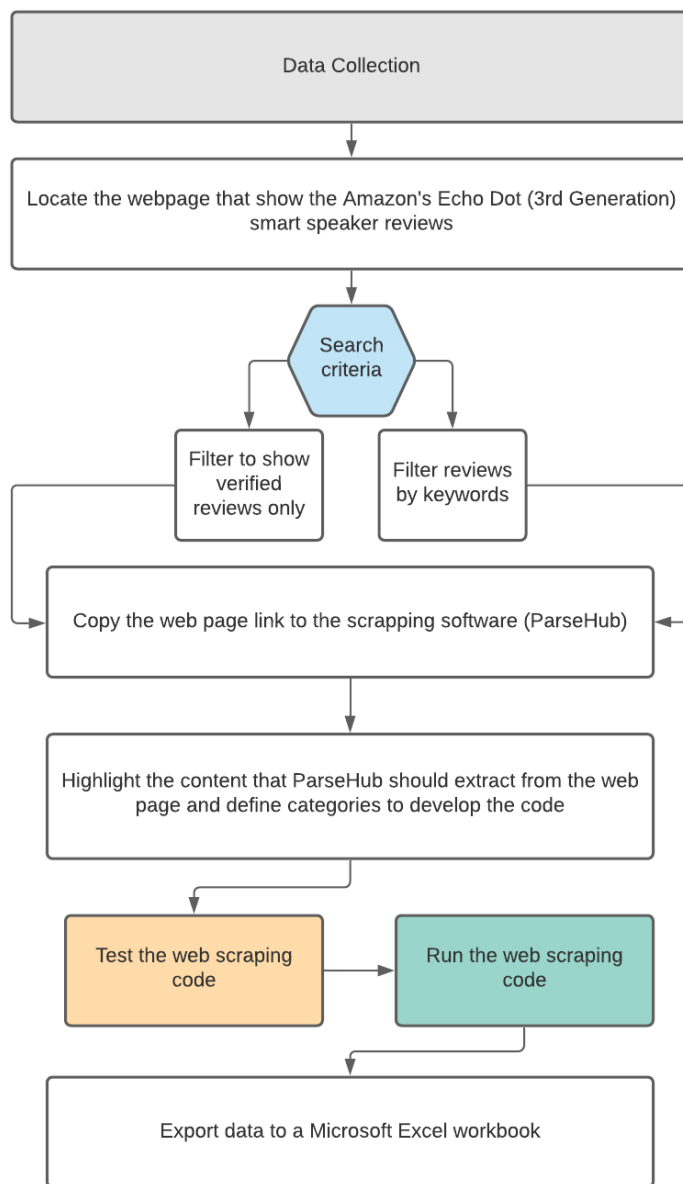 Data Collection
Locate the webpage that show the Amazon's Echo Dot (3rd Generation)
smart speaker reviews
Search
criteria
Filter to show
verified
reviews only
Filter reviews
by keywords
Copy the web page link to the scrapping software (ParseHub)
Highlight the content that ParseHub should extract from the web
page and define categories to develop the code
Test the web scraping
code
Run the web scraping
code
Export data to a Microsoft Excel workbook